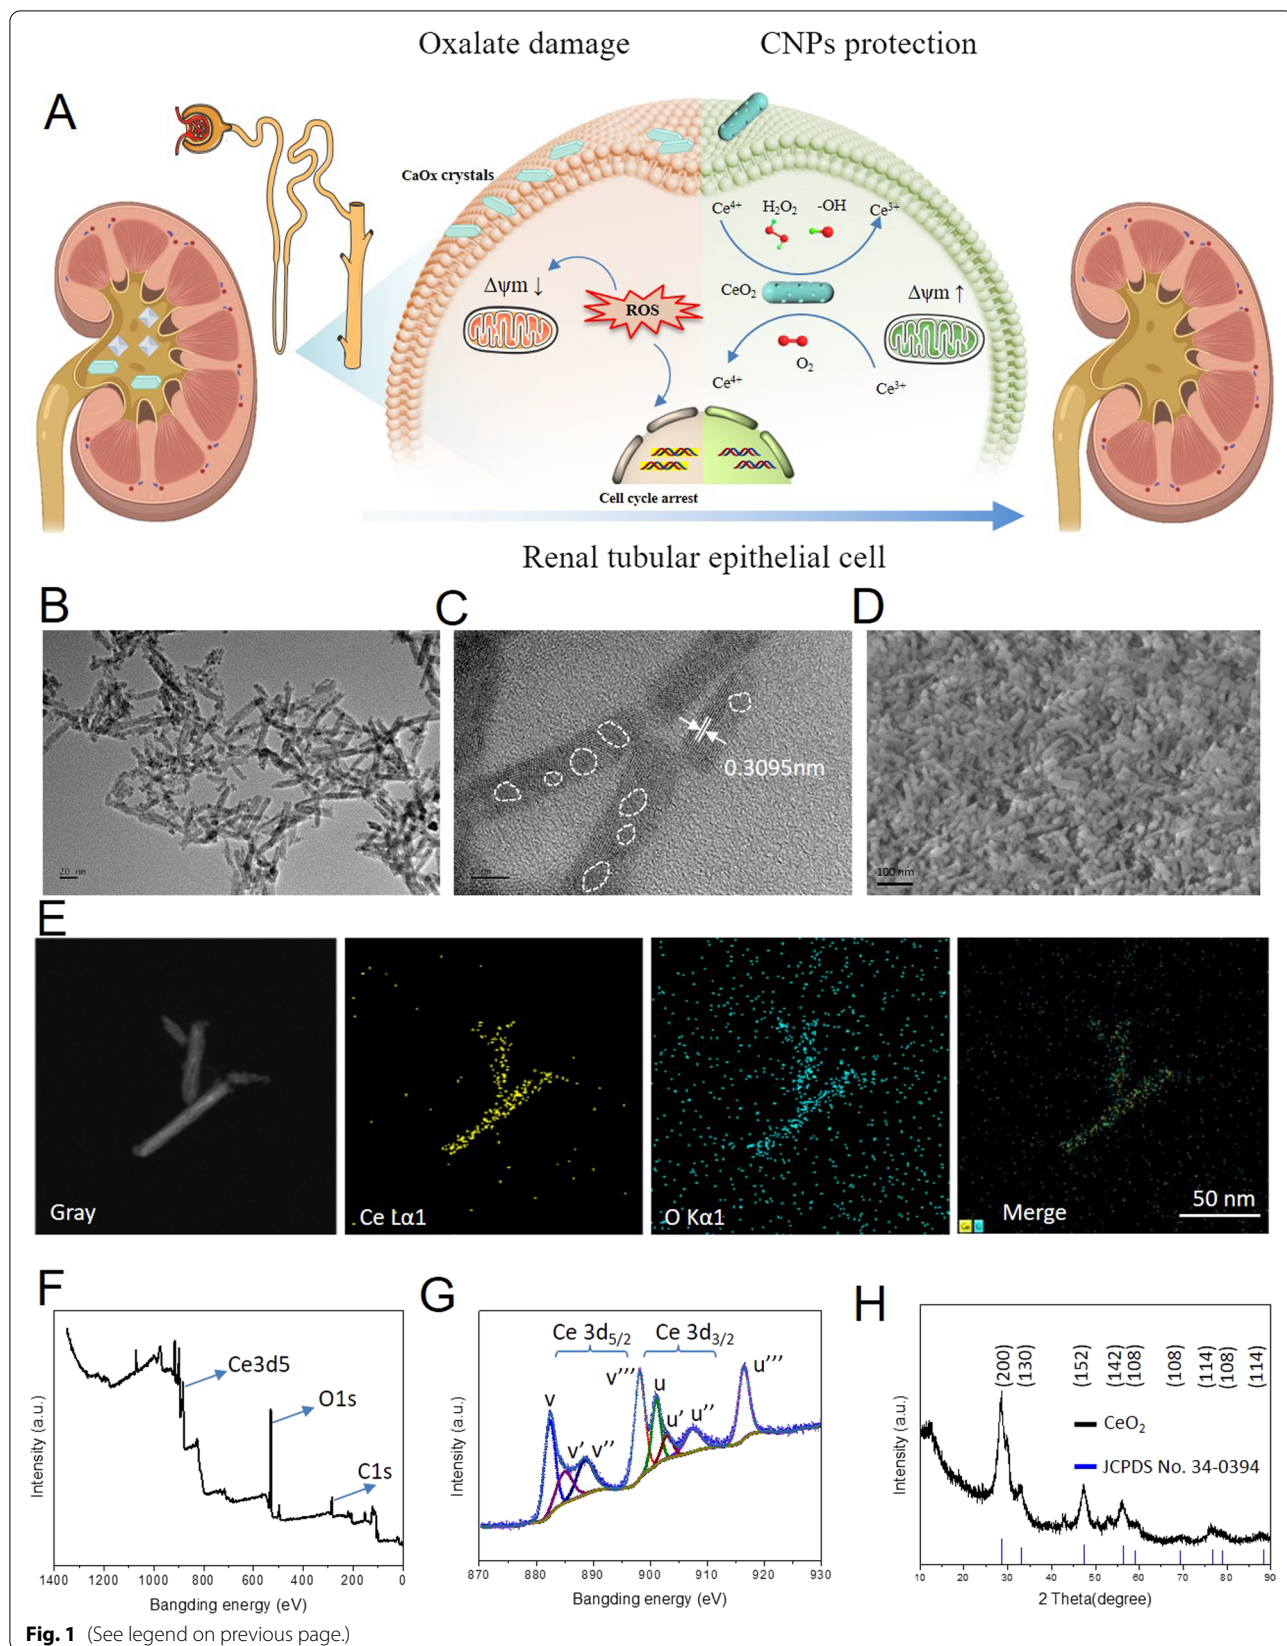 Oxalate damage
CNPs protection
A
CaOx crystals
Ce4+
H2O2
-OH
Ce3+
Δψm ↓
ROS
CeO2
Δψm ↑
O2
Ce4+
Ce3+
Cell cycle arrest
Renal tubular epithelial cell
B
C
D
20 nm
0.3095nm
100 nm
E
Gray
Ce Lα1
O Kα1
Merge
50 nm
F
Ce3d5
O1s
C1s
Intensity (a.u.)
1400 1200 1000 800 600 400 200 0
Bangding energy (eV)
G
Ce 3d5/2
Ce 3d3/2
v
v'
v''
v'''
u
u'
u''
u'''
Intensity (a.u.)
870 880 890 900 910 920 930
Bangding energy (eV)
H
(200)
(130)
(152)
(142)
(108)
(108)
(114)
(108)
(114)
CeO2
JCPDS No. 34-0394
Intensity (a.u.)
10 20 30 40 50 60 70 80 90
2 Theta(degree)
Fig. 1 (See legend on previous page.)